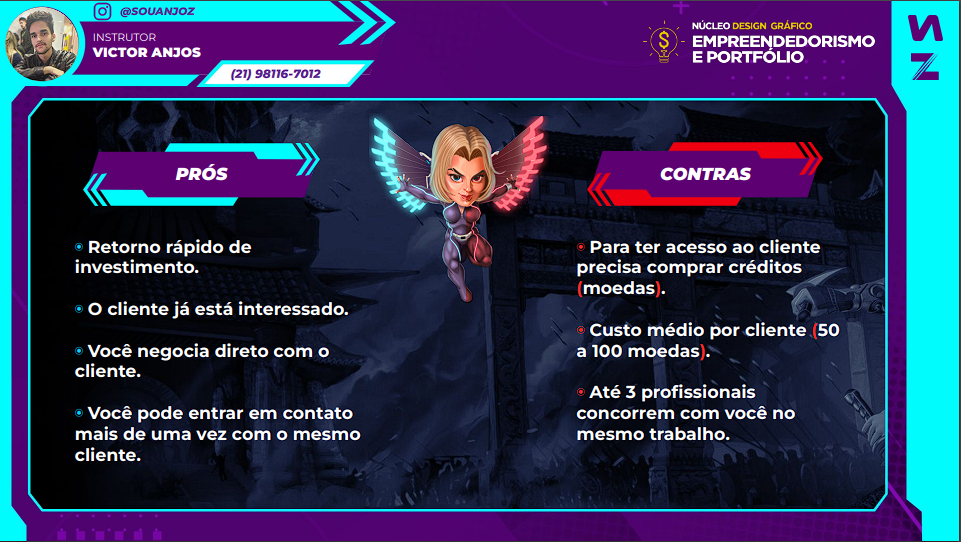 @SOUANJOZ
INSTRUTOR
VICTOR ANJOS
(21) 98116-7012
NÚCLEO DESIGN GRÁFICO
EMPREENDEDORISMO
E PORTFÓLIO
PRÓS
Retorno rápido de
investimento.
O cliente já está interessado.
Você negocia direto com o
cliente.
Você pode entrar em contato
mais de uma vez com o mesmo
cliente.
CONTRAS
Para ter acesso ao cliente
precisa comprar créditos
(moedas).
Custo médio por cliente (50
a 100 moedas).
Até 3 profissionais
concorrem com você no
mesmo trabalho.